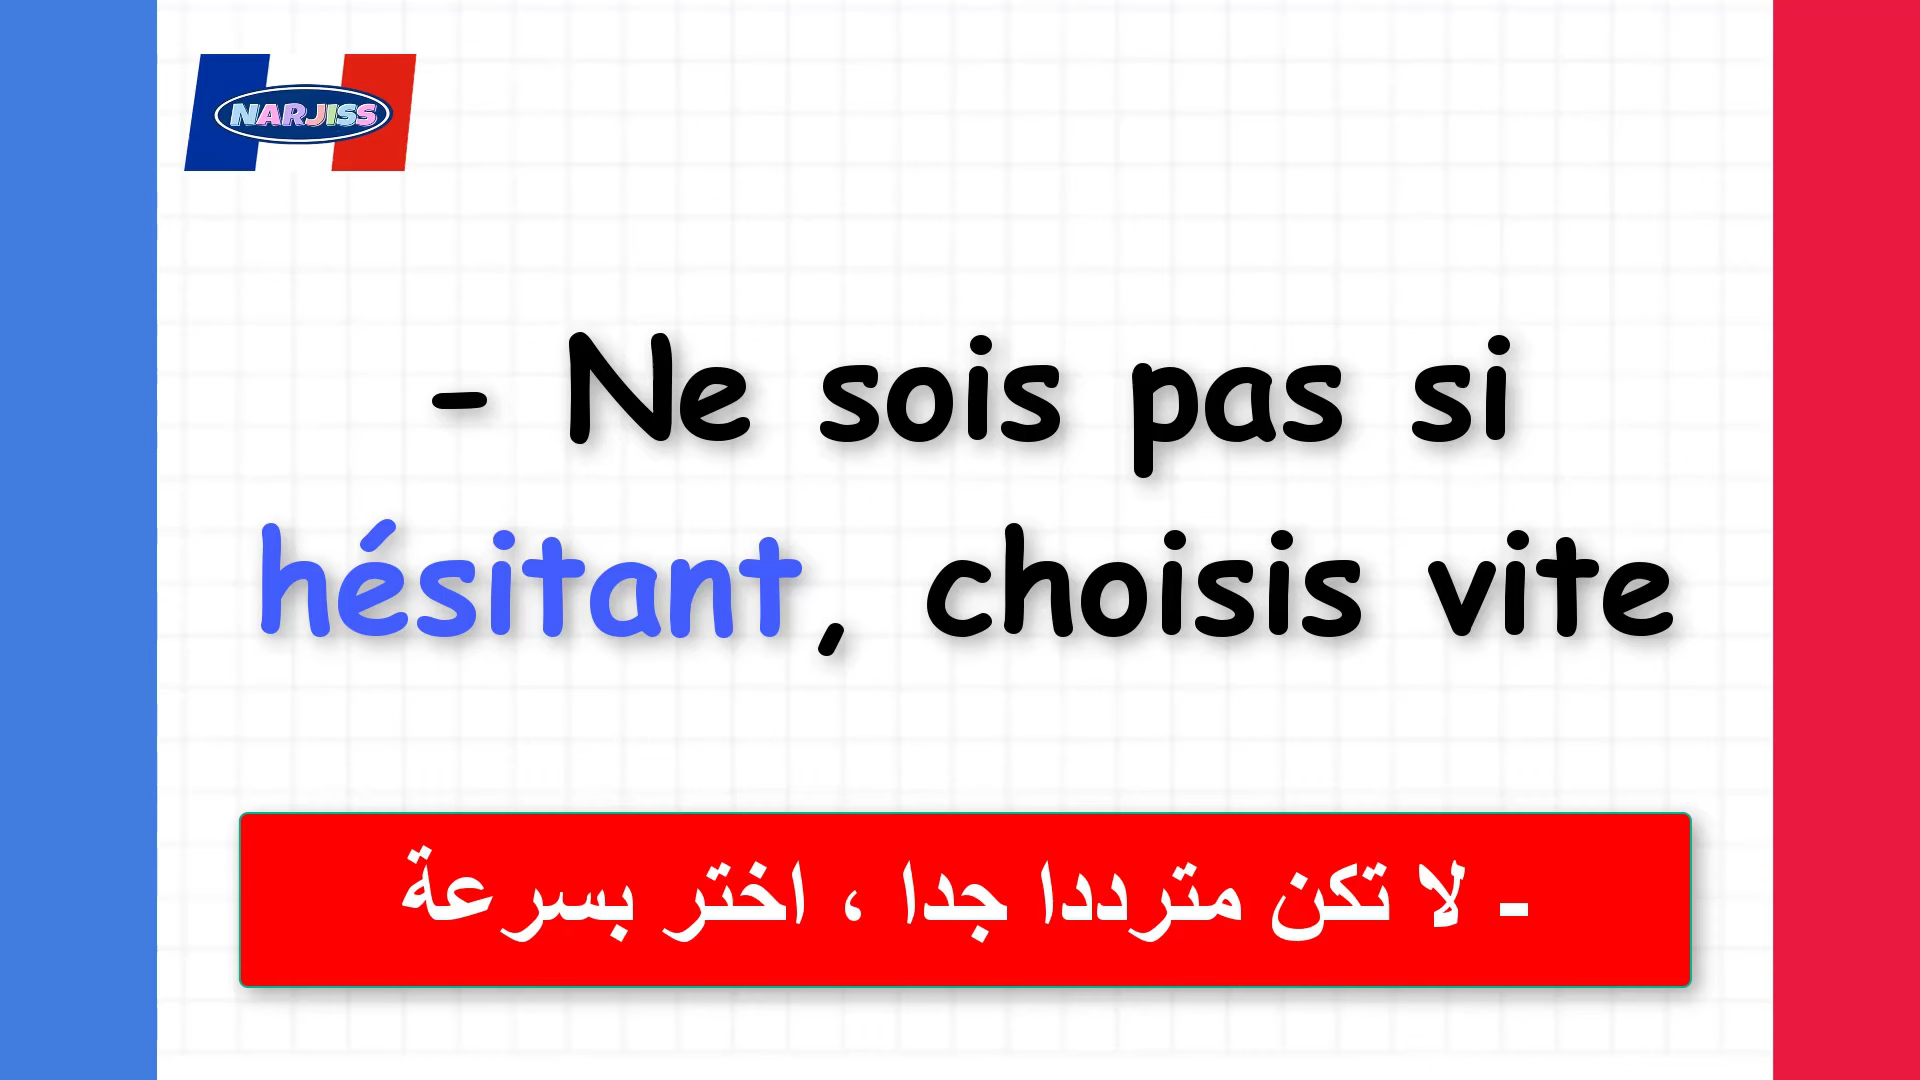 NARJISS
- Ne sois pas si
hésitant, choisis vite
- لا تكن مترددا جدا ، اختر بسرعة